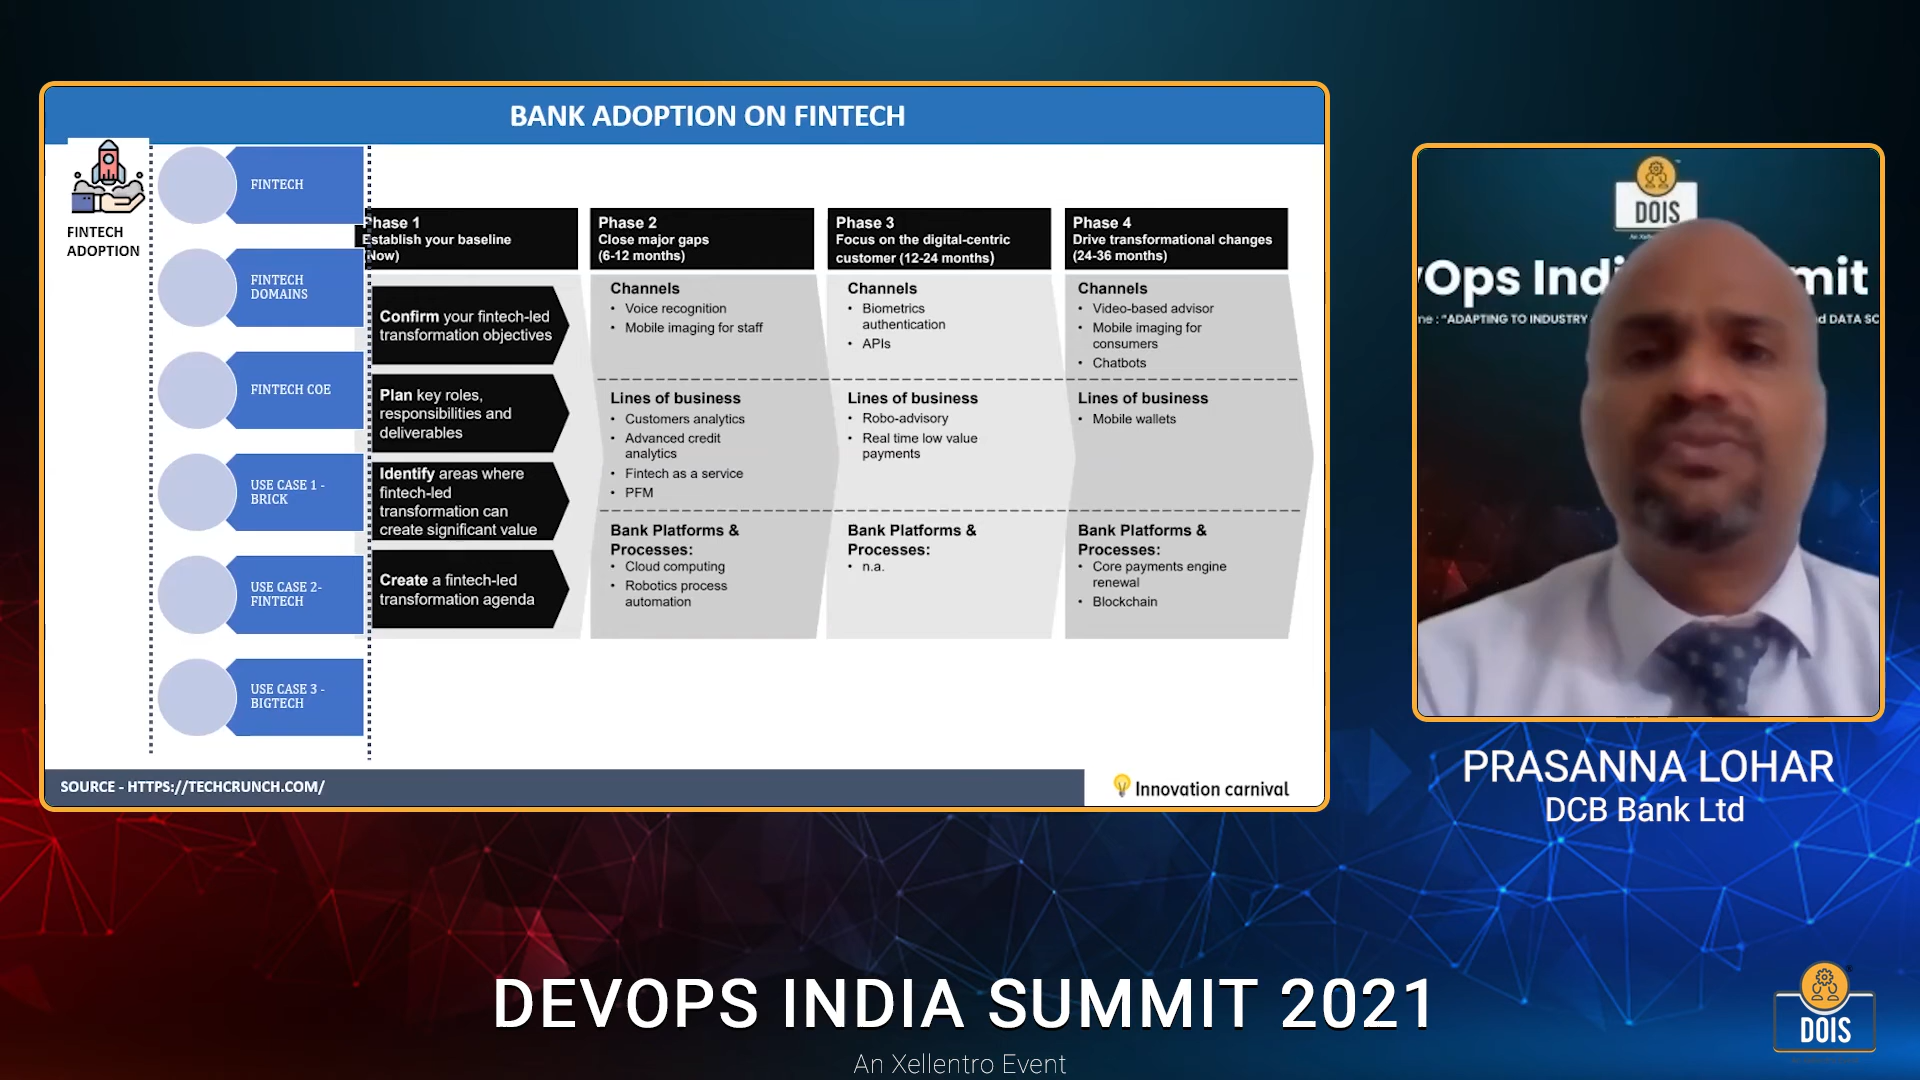 BANK ADOPTION ON FINTECH
FINTECH
ADOPTION
FINTECH
FINTECH
DOMAINS
FINTECH COE
USE CASE 1 -
BRICK
USE CASE 2-
FINTECH
USE CASE 3 -
BIGTECH
Phase 1
Establish your baseline
(Now)
Confirm your fintech-led
transformation objectives
Plan key roles,
responsibilities and
deliverables
Identify areas where
fintech-led
transformation can
create significant value
Create a fintech-led
transformation agenda
Phase 2
Close major gaps
(6-12 months)
Channels
• Voice recognition
• Mobile imaging for staff
Lines of business
• Customers analytics
• Advanced credit
analytics
• Fintech as a service
• PFM
Bank Platforms &
Processes:
• Cloud computing
• Robotics process
automation
Phase 3
Focus on the digital-centric
customer (12-24 months)
Channels
• Biometrics
authentication
• APIs
Lines of business
• Robo-advisory
• Real time low value
payments
Bank Platforms &
Processes:
• n.a.
Phase 4
Drive transformational changes
(24-36 months)
Channels
• Video-based advisor
• Mobile imaging for
consumers
• Chatbots
Lines of business
• Mobile wallets
Bank Platforms &
Processes:
• Core payments engine
renewal
• Blockchain
SOURCE - HTTPS://TECHCRUNCH.COM/
Innovation carnival
DOIS
vOps Indi mit
: "ADAPTING TO INDUSTRY d DATA SC
PRASANNA LOHAR
DCB Bank Ltd
DEVOPS INDIA SUMMIT 2021
An Xellentro Event
DOIS